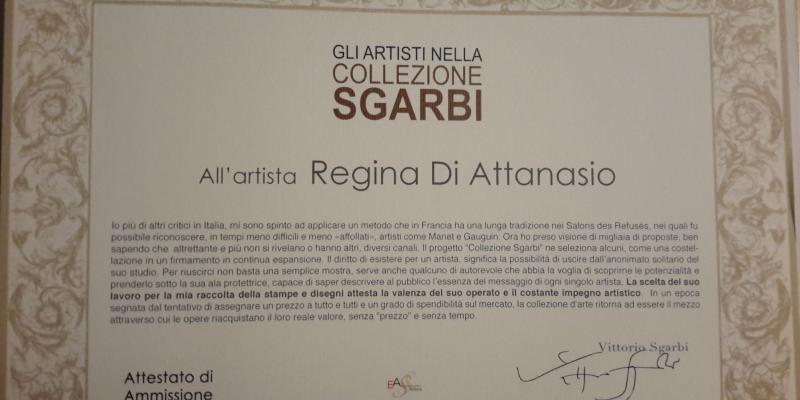 GLI ARTISTI NELLA
COLLEZIONE
SGARBI
All'artista Regina Di Attanasio
Io più di altri critici in Italia, mi sono spinto ad applicare un metodo che in Francia ha una lunga tradizione nei Salons des Refusés, nei quali fu
possibile riconoscere, in tempi meno difficili e meno «affollati», artisti come Manet e Gauguin. Ora ho preso visione di migliaia di proposte, ben
sapendo che altrettante e più non si rivelano o hanno altri, diversi canali. Il progetto "Collezione Sgarbi" ne seleziona alcuni, come una costel-
lazione in un firmamento in continua espansione. Il diritto di esistere per un artista, significa la possibilità di uscire dall'anonimato solitario del
suo studio. Per riuscirci non basta una semplice mostra, serve anche qualcuno di autorevole che abbia la voglia di scoprirne le potenzialità e
prenderlo sotto la sua ala protettrice, capace di saper descrivere al pubblico l'essenza del messaggio di ogni singolo artista. La scelta del suo
lavoro per la mia raccolta della stampe e disegni attesta la valenza del suo operato e il costante impegno artistico. In un epoca
segnata dal tentativo di assegnare un prezzo a tutto e tutti e un grado di spendibilità sul mercato, la collezione d'arte ritorna ad essere il mezzo
attraverso cui le opere riacquistano il loro reale valore, senza "prezzo" e senza tempo.
Vittorio Sgarbi
Attestato di
Ammissione